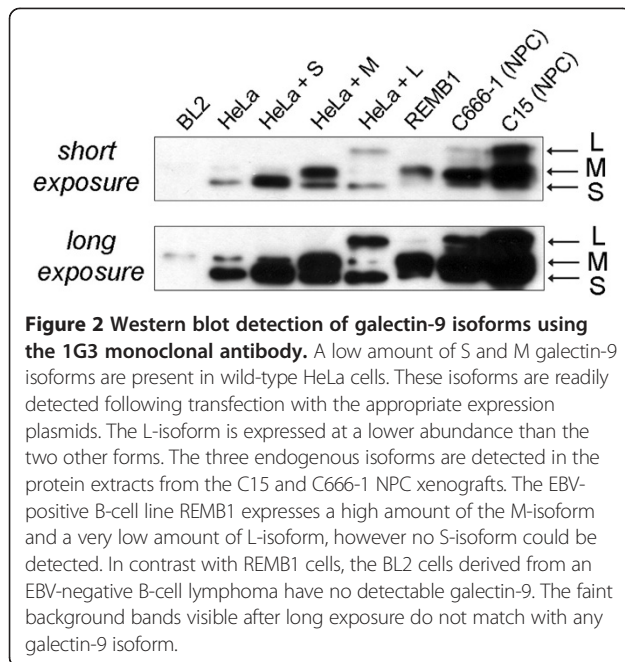 BL2
HeLa
HeLa + S
HeLa + M
HeLa + L
REMB1
C666-1 (NPC)
C15 (NPC)
short
exposure
L
M
S
long
exposure
L
M
S
Figure 2 Western blot detection of galectin-9 isoforms using
the 1G3 monoclonal antibody. A low amount of S and M galectin-9
isoforms are present in wild-type HeLa cells. These isoforms are readily
detected following transfection with the appropriate expression
plasmids. The L-isoform is expressed at a lower abundance than the
two other forms. The three endogenous isoforms are detected in the
protein extracts from the C15 and C666-1 NPC xenografts. The EBV-
positive B-cell line REMB1 expresses a high amount of the M-isoform
and a very low amount of L-isoform, however no S-isoform could be
detected. In contrast with REMB1 cells, the BL2 cells derived from an
EBV-negative B-cell lymphoma have no detectable galectin-9. The faint
background bands visible after long exposure do not match with any
galectin-9 isoform.